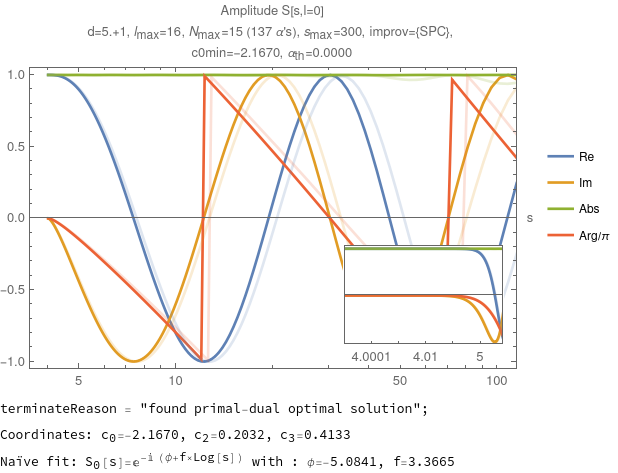 Amplitude S[s,l=0]
d=5.+1, lmax=16, Nmax=15 (137 α's), smax=300, improv={SPC},
c0min=-2.1670, αth=0.0000
1.0
0.5
0.0
-0.5
-1.0
s
5
10
50
100
4.0001
4.01
5
Re
Im
Abs
Arg/π
terminateReason = "found primal-dual optimal solution";
Coordinates: c0=-2.1670, c2=0.2032, c3=0.4133
Naïve fit: S0[s]=e^-i (ϕ+f×Log[s]) with : ϕ=-5.0841, f=3.3665